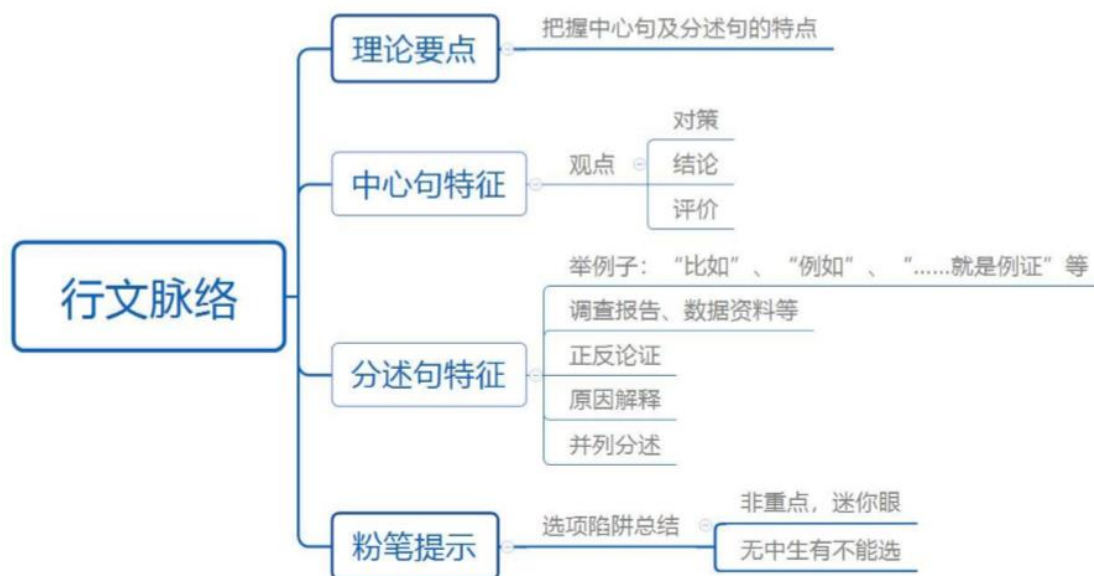 行文脉络
理论要点
把握中心句及分述句的特点
中心句特征
观点
对策
结论
评价
分述句特征
举例子：“比如”、“例如”、“……就是例证”等
调查报告、数据资料等
正反论证
原因解释
并列分述
粉笔提示
选项陷阱总结
非重点，迷你眼
无中生有不能选